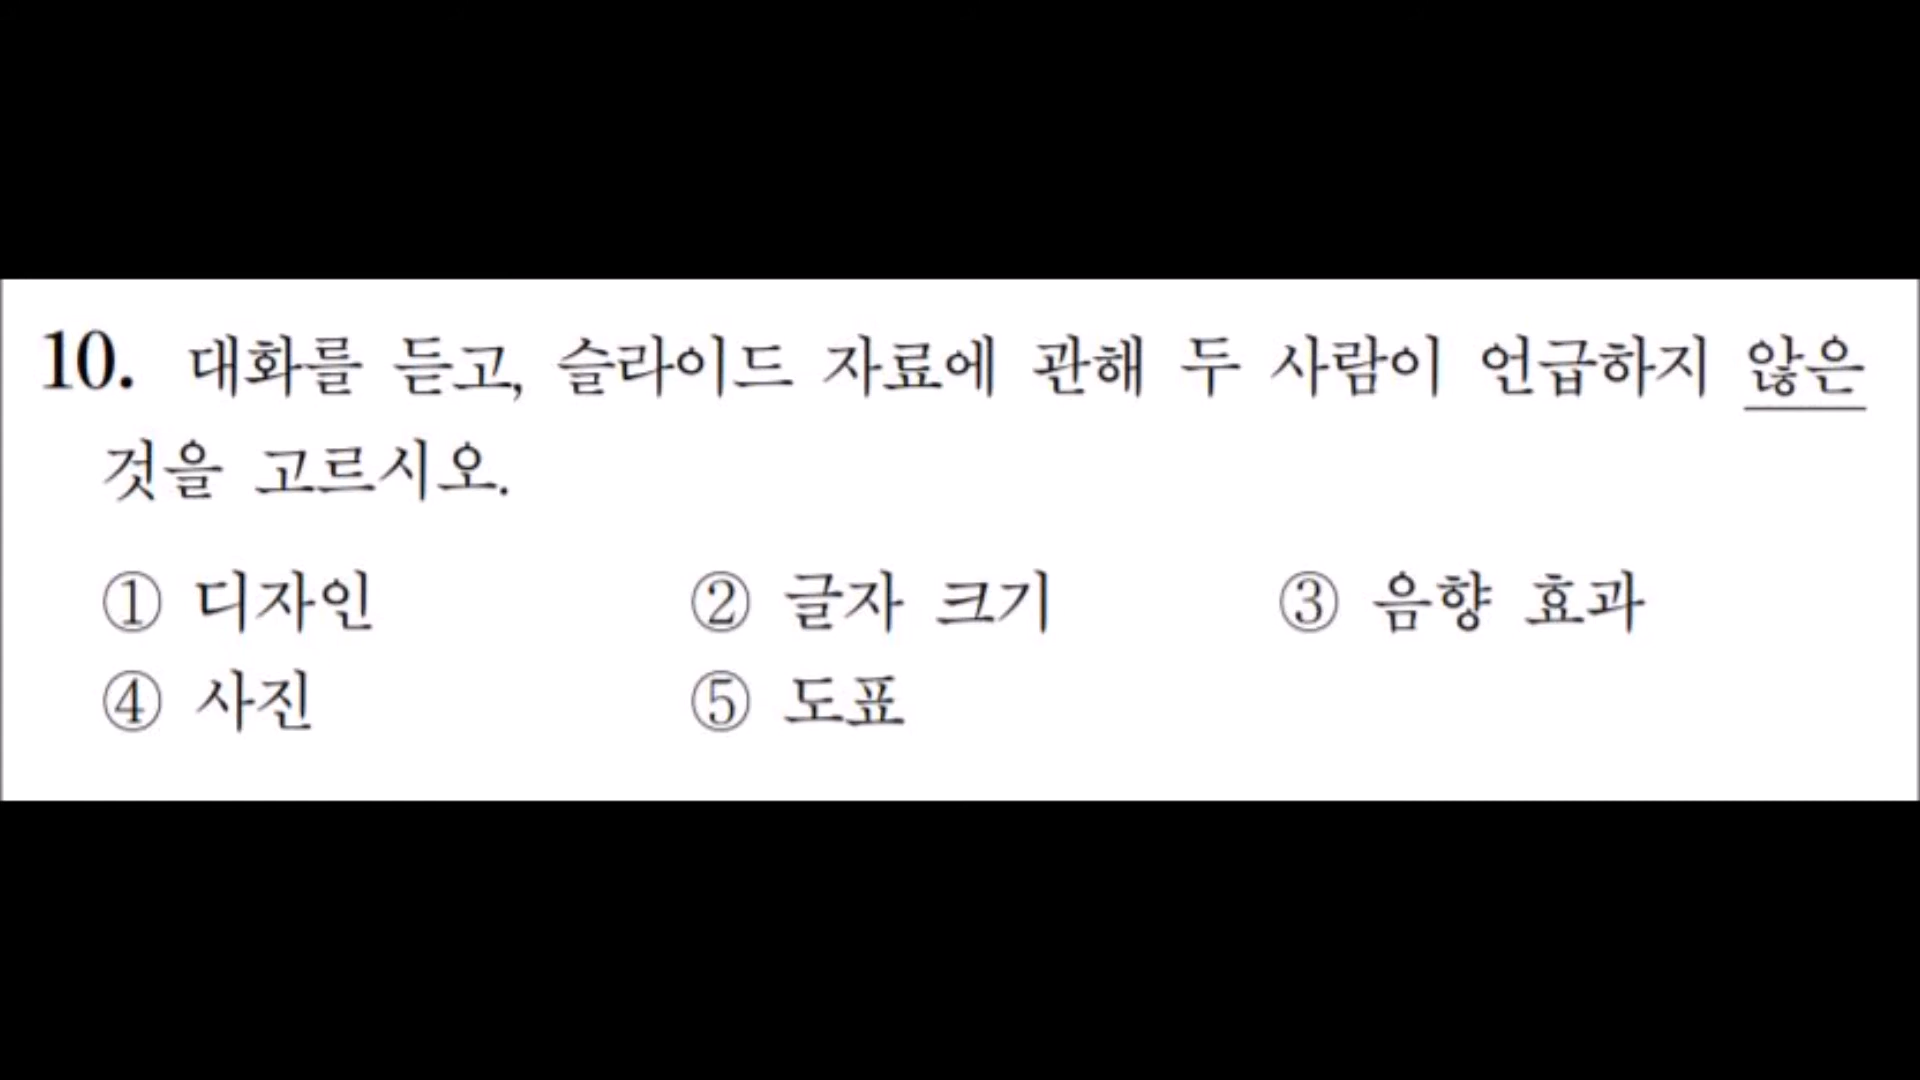 10. 대화를 듣고, 슬라이드 자료에 관해 두 사람이 언급하지 않은
것을 고르시오.
① 디자인 ② 글자 크기 ③ 음향 효과
④ 사진 ⑤ 도표